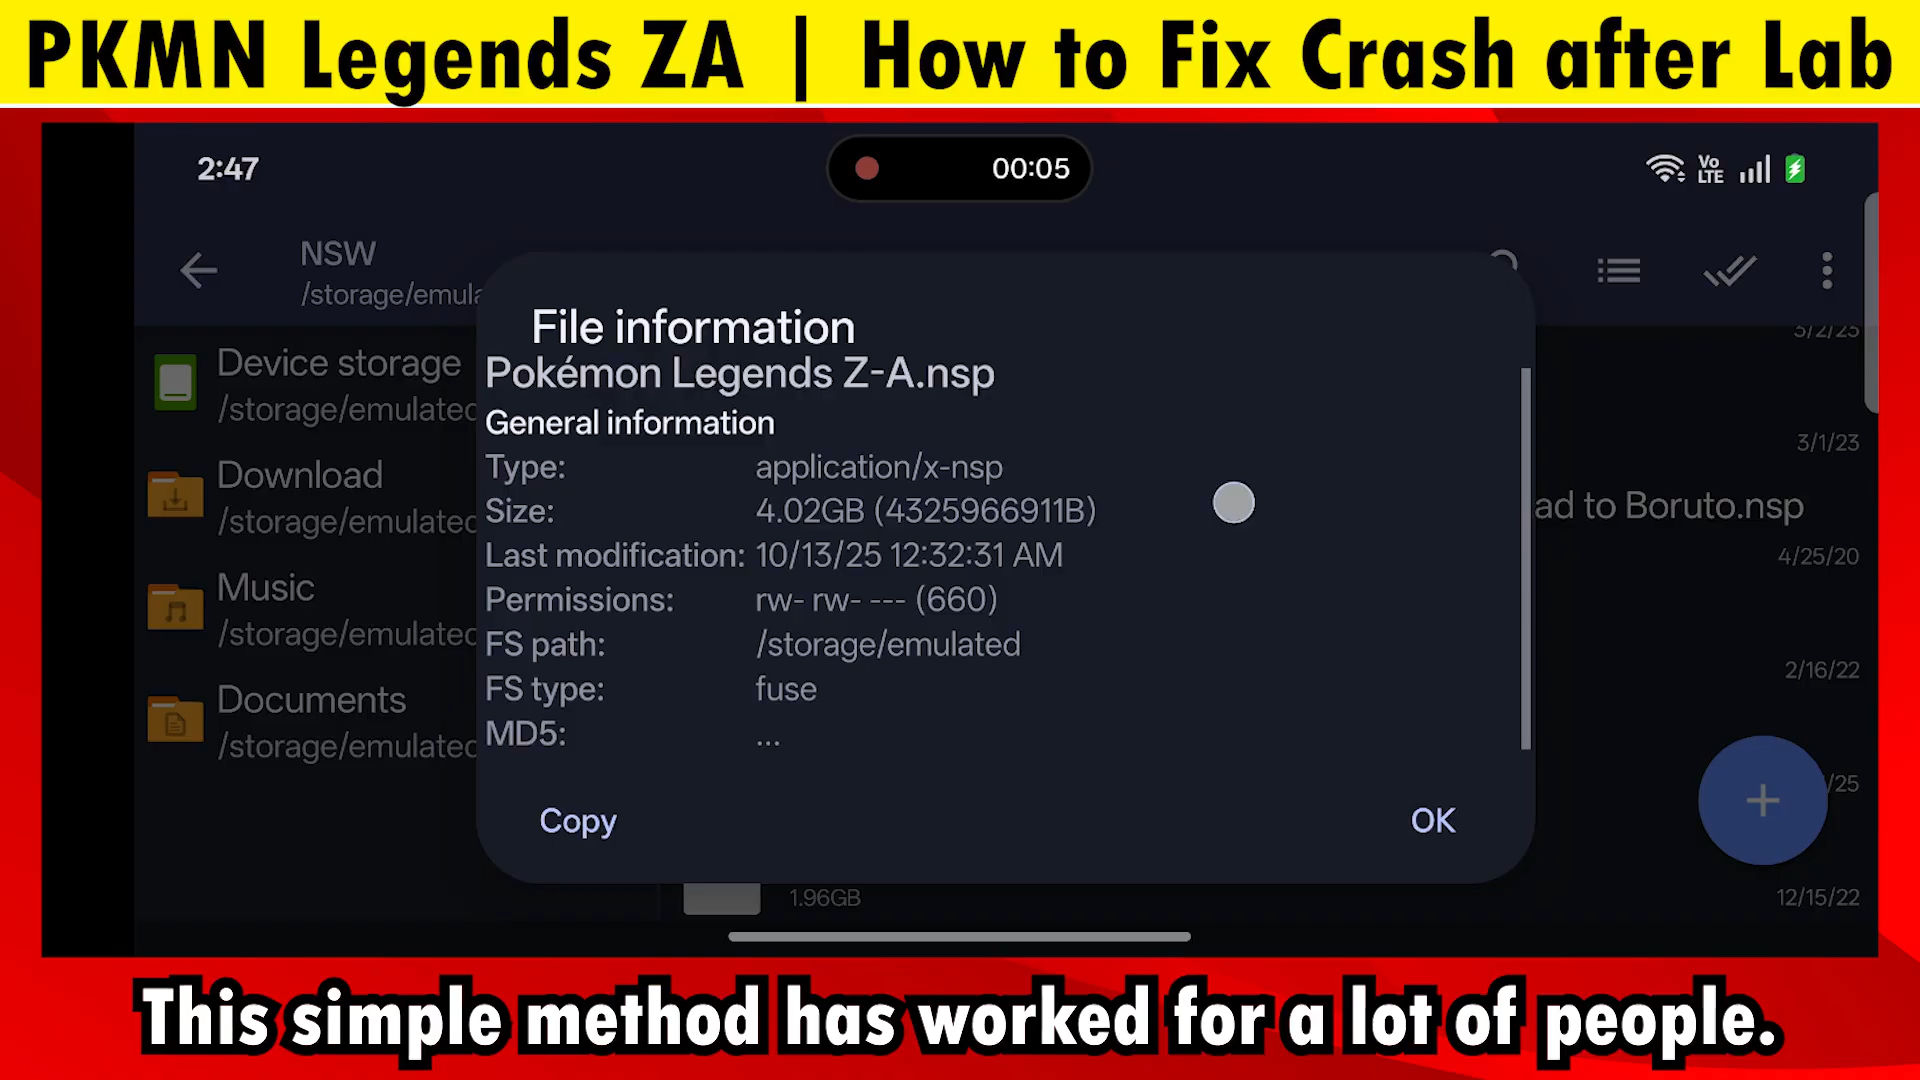 PKMN Legends ZA | How to Fix Crash after Lab
2:47
00:05
Vo
LTE
NSW
/storage/emula
File information
Pokémon Legends Z-A.nsp
General information
Type: application/x-nsp
Size: 4.02GB (4325966911B)
Last modification: 10/13/25 12:32:31 AM
Permissions: rw- rw- --- (660)
FS path: /storage/emulated
FS type: fuse
MD5: ...
Copy
OK
Device storage
/storage/emulated
Download
/storage/emulated
Music
/storage/emulated
Documents
/storage/emulated
3/1/23
ad to Boruto.nsp
4/25/20
2/16/22
/25
1.96GB
12/15/22
This simple method has worked for a lot of people.